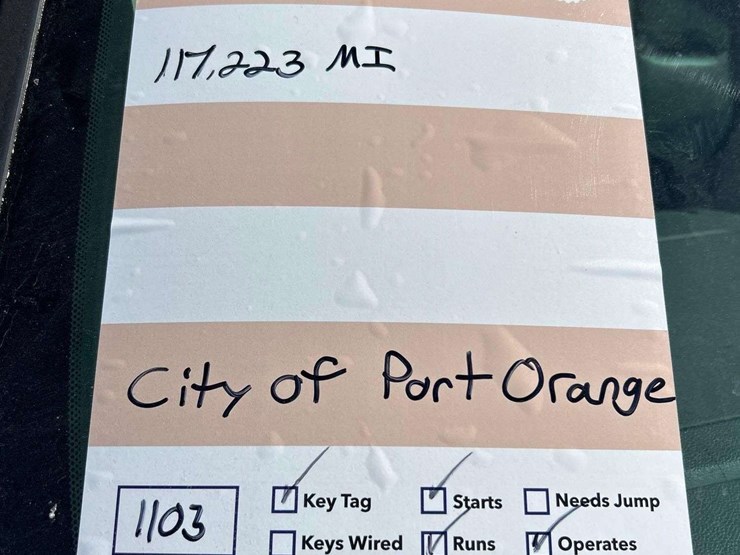 117,223 MI
City of Port Orange
1103 Key Tag Starts Needs Jump
Keys Wired Runs Operates